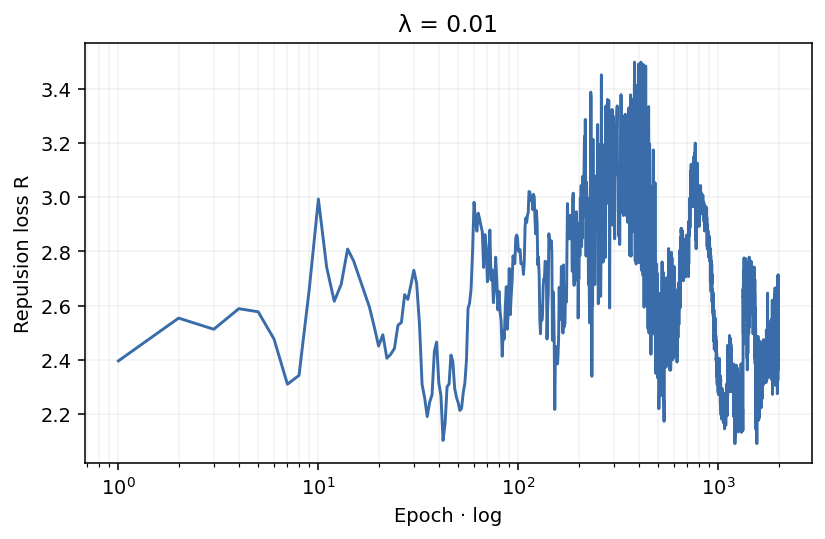 λ = 0.01
Repulsion loss R
3.4
3.2
3.0
2.8
2.6
2.4
2.2
10⁰ 10¹ 10² 10³
Epoch · log